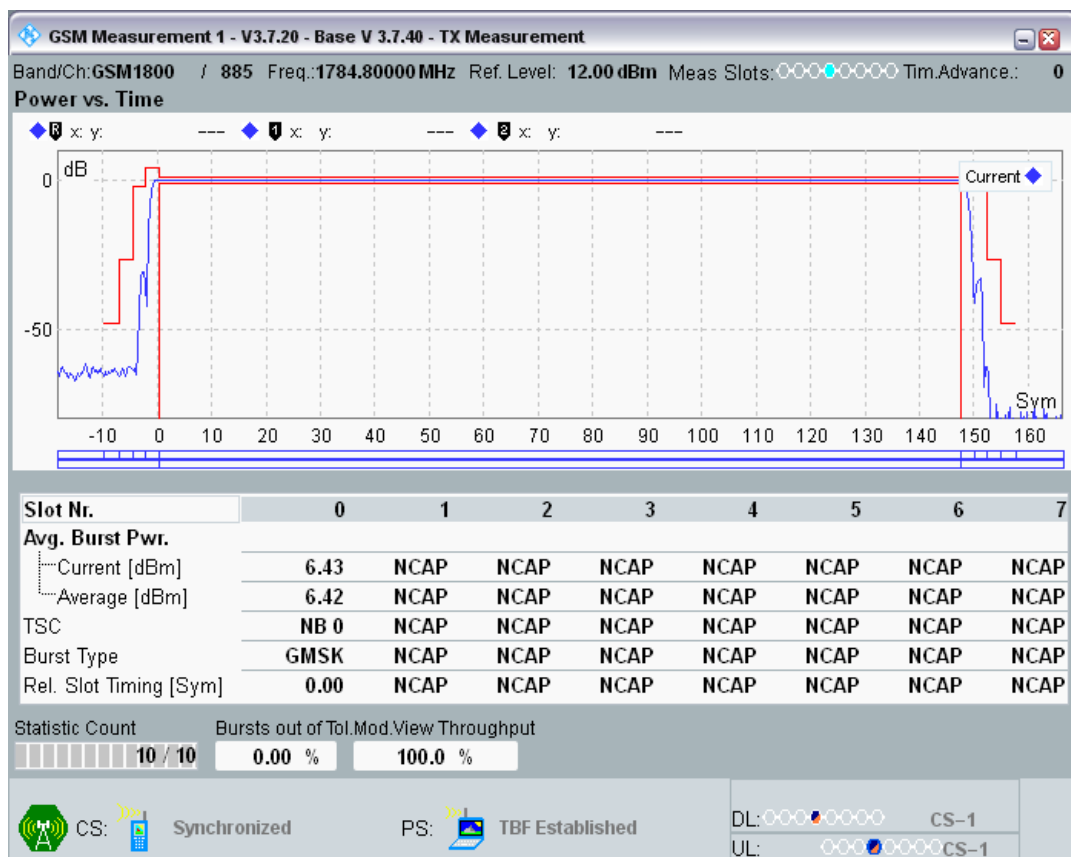 GSM Measurement 1 - V3.7.20 - Base V 3.7.40 - TX Measurement
Band/Ch:GSM1800 / 885 Freq.:1784.80000 MHz Ref. Level: 12.00 dBm Meas Slots: Tim.Advance.: 0
Power vs. Time
R x: y: --- 1 x: y: --- 2 x: y: ---
dB
0
Current
-50
Sym
-10 0 10 20 30 40 50 60 70 80 90 100 110 120 130 140 150 160
Slot Nr. 0 1 2 3 4 5 6 7
Avg. Burst Pwr.
Current [dBm] 6.43 NCAP NCAP NCAP NCAP NCAP NCAP NCAP
Average [dBm] 6.42 NCAP NCAP NCAP NCAP NCAP NCAP NCAP
TSC NB 0 NCAP NCAP NCAP NCAP NCAP NCAP NCAP
Burst Type GMSK NCAP NCAP NCAP NCAP NCAP NCAP NCAP
Rel. Slot Timing [Sym] 0.00 NCAP NCAP NCAP NCAP NCAP NCAP NCAP
Statistic Count Bursts out of Tol.Mod.View Throughput
10 / 10 0.00 % 100.0 %
CS: Synchronized PS: TBF Established DL: CS-1
UL: CS-1